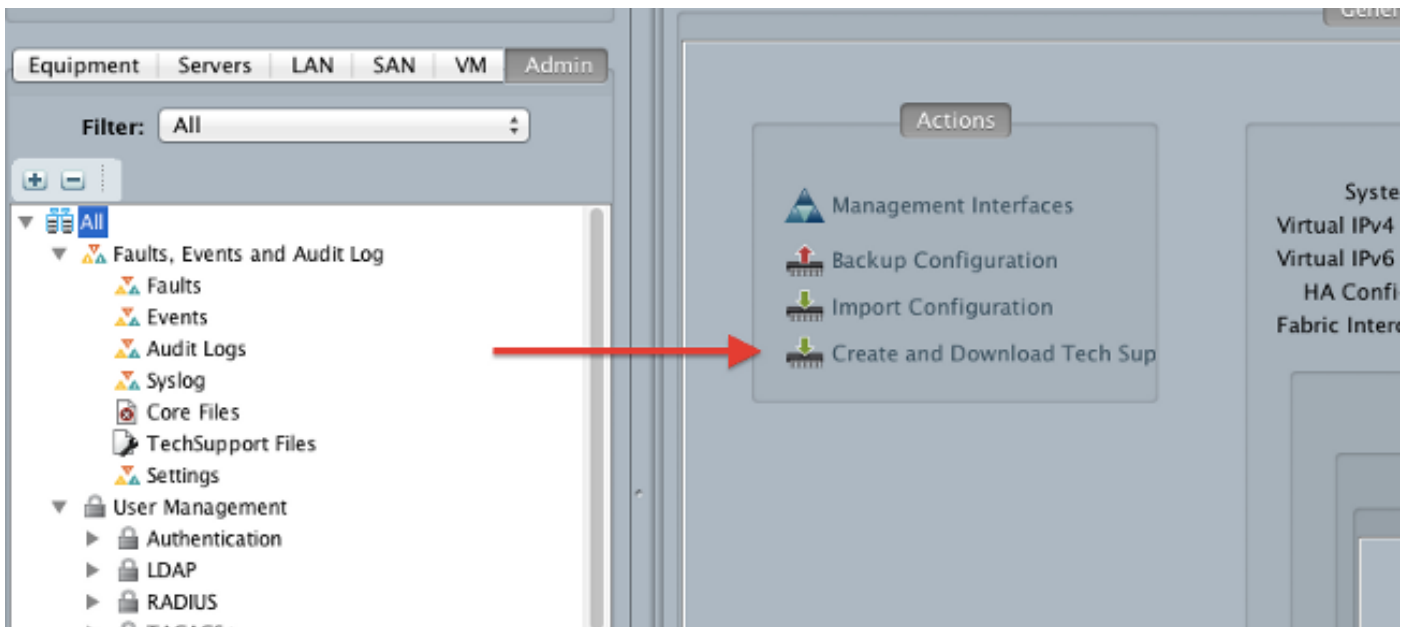 Equipment Servers LAN SAN VM Admin
Filter: All
All
Faults, Events and Audit Log
Faults
Events
Audit Logs
Syslog
Core Files
TechSupport Files
Settings
User Management
Authentication
LDAP
RADIUS
Actions
Management Interfaces
Backup Configuration
Import Configuration
Create and Download Tech Sup
Syste
Virtual IPv4
Virtual IPv6
HA Confi
Fabric Interc